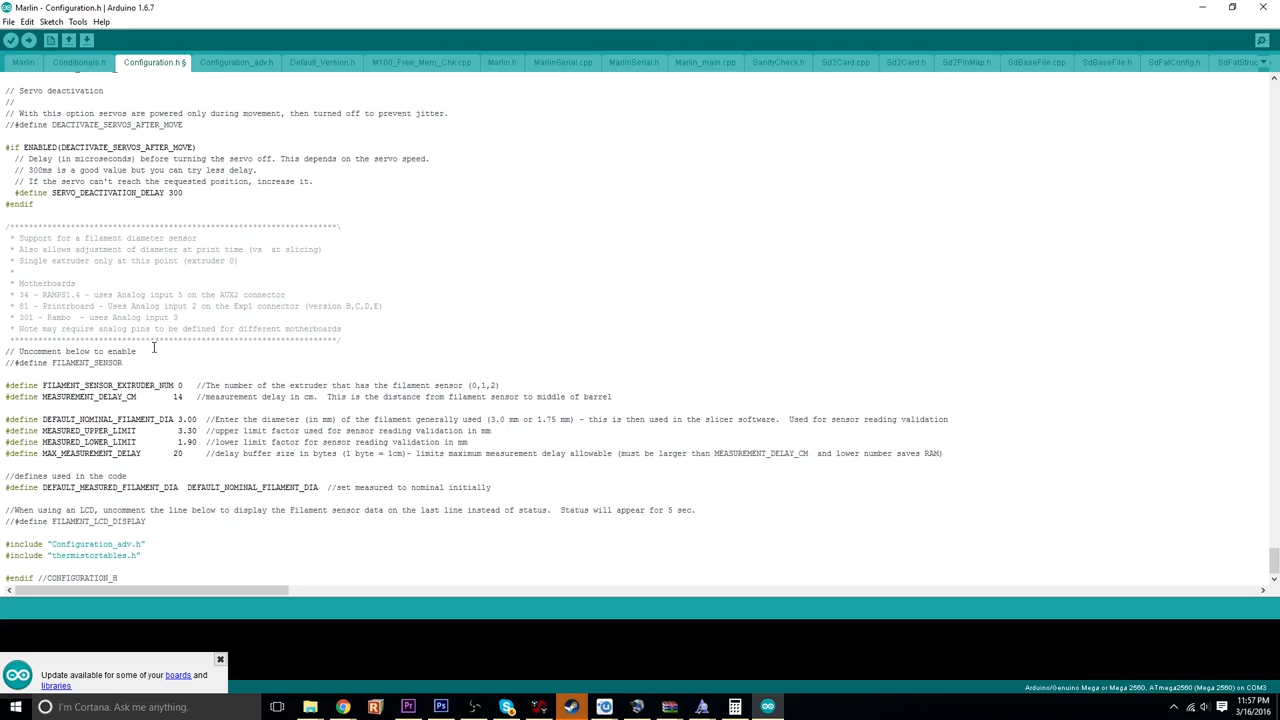 Marlin - Configuration.h | Arduino 1.6.7
File Edit Sketch Tools Help
Marlin Conditionals.h Configuration.h § Configuration_adv.h Default_Version.h M100_Free_Mem_Chk.cpp Marlin.h MarlinSerial.cpp MarlinSerial.h Marlin_main.cpp SanityCheck.h Sd2Card.cpp Sd2Card.h Sd2PinMap.h SdBaseFile.cpp SdBaseFile.h SdFatConfig.h SdFatStruc
// Servo deactivation
//
// With this option servos are powered only during movement, then turned off to prevent jitter.
//#define DEACTIVATE_SERVOS_AFTER_MOVE
#if ENABLED(DEACTIVATE_SERVOS_AFTER_MOVE)
// Delay (in microseconds) before turning the servo off. This depends on the servo speed.
// 300ms is a good value but you can try less delay.
// If the servo can't reach the requested position, increase it.
#define SERVO_DEACTIVATION_DELAY 300
#endif
/**********************************************************************\
* Support for a filament diameter sensor
* Also allows adjustment of diameter at print time (vs  at slicing)
* Single extruder only at this point (extruder 0)
*
* Motherboards
* 34 - RAMPS1.4 - uses Analog input 5 on the AUX2 connector
* 81 - Printrboard - Uses Analog input 2 on the Exp1 connector (version B,C,D,E)
* 301 - Rambo  - uses Analog input 3
* Note may require analog pins to be defined for different motherboards
**********************************************************************/
// Uncomment below to enable
//#define FILAMENT_SENSOR
#define FILAMENT_SENSOR_EXTRUDER_NUM 0   //The number of the extruder that has the filament sensor (0,1,2)
#define MEASUREMENT_DELAY_CM        14   //measurement delay in cm.  This is the distance from filament sensor to middle of barrel
#define DEFAULT_NOMINAL_FILAMENT_DIA 3.00  //Enter the diameter (in mm) of the filament generally used (3.0 mm or 1.75 mm) - this is then used in the slicer software.  Used for sensor reading validation
#define MEASURED_UPPER_LIMIT         3.30  //upper limit factor used for sensor reading validation in mm
#define MEASURED_LOWER_LIMIT         1.90  //lower limit factor for sensor reading validation in mm
#define MAX_MEASUREMENT_DELAY       20   //delay buffer size in bytes (1 byte = 1cm)- limits maximum measurement delay allowable (must be larger than MEASUREMENT_DELAY_CM  and lower number saves RAM)
//defines used in the code
#define DEFAULT_MEASURED_FILAMENT_DIA  DEFAULT_NOMINAL_FILAMENT_DIA  //set measured to nominal initially
//When using an LCD, uncomment the line below to display the Filament sensor data on the last line instead of status.  Status will appear for 5 sec.
//#define FILAMENT_LCD_DISPLAY
#include "Configuration_adv.h"
#include "thermistortables.h"
#endif //CONFIGURATION_H
Update available for some of your boards and
libraries
Arduino/Genuino Mega or Mega 2560, ATmega2560 (Mega 2560) on COM3
I'm Cortana. Ask me anything.
11:57 PM
3/16/2016